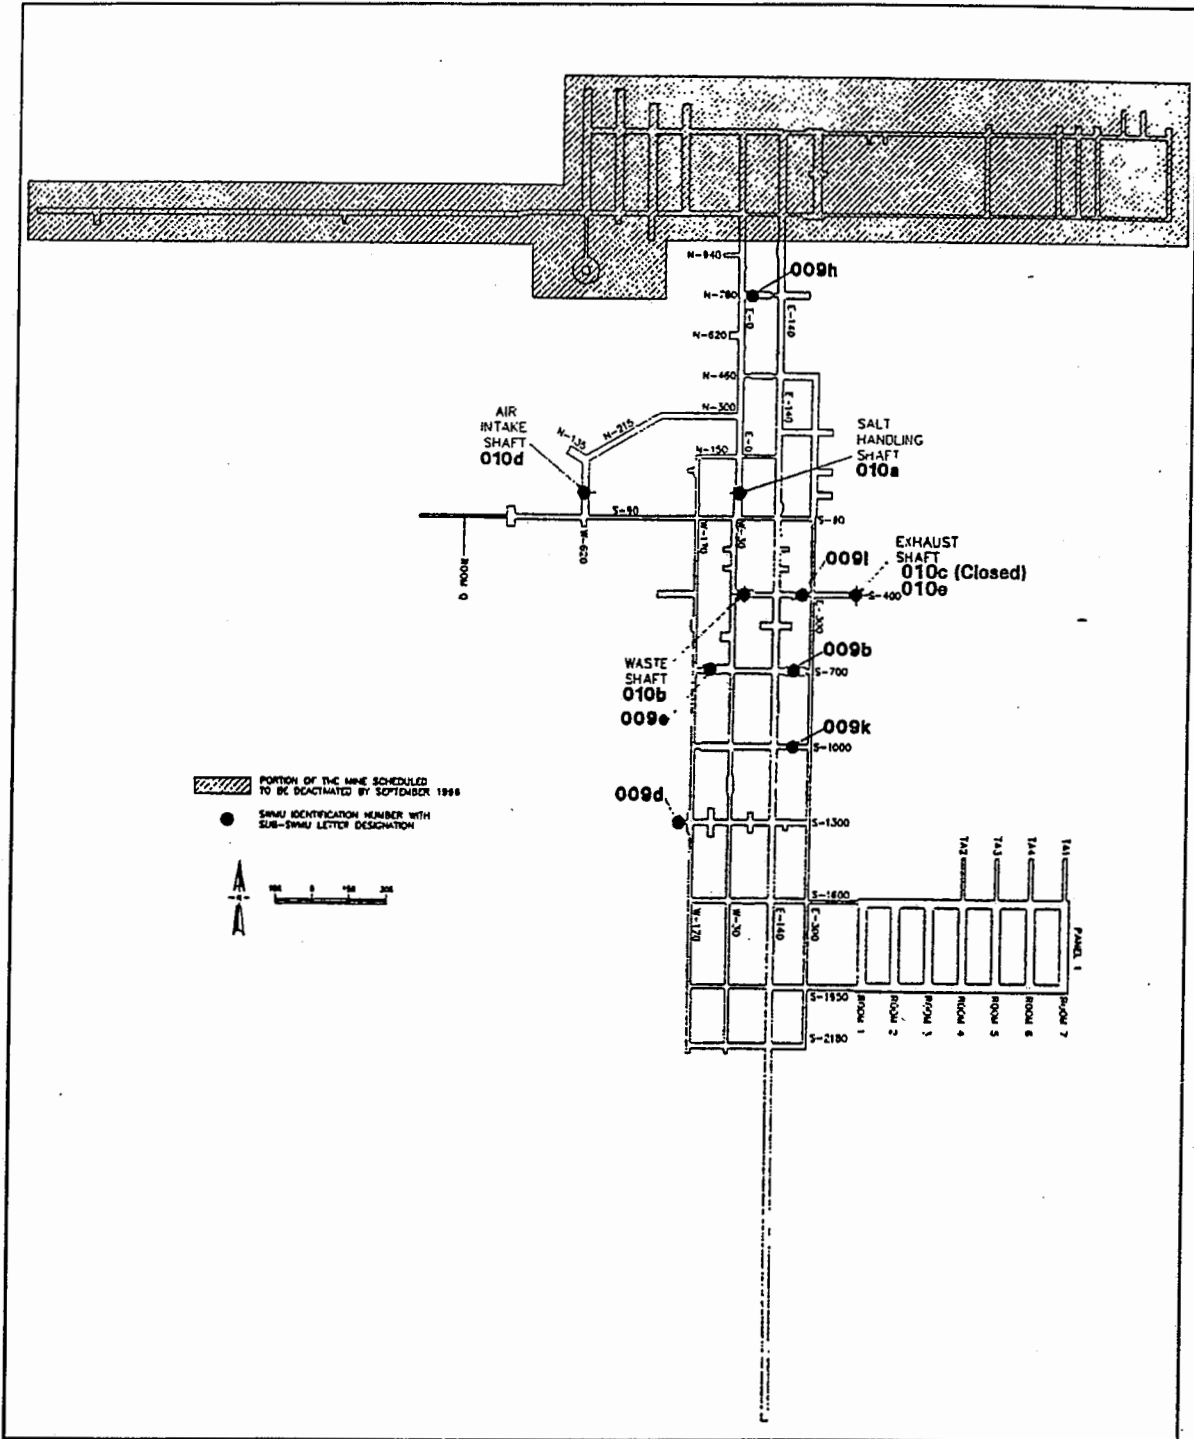 N-940
009h
N-780
E-0
E-140
N-620
N-460
N-300
E-140
AIR
INTAKE
SHAFT
010d
N-135
N-215
E-0
N-150
SALT
HANDLING
SHAFT
010a
S-90
S-90
W-620
W-170
W-30
ROOM Q
009i
EXHAUST
SHAFT
010c (Closed)
010e
S-400
E-300
WASTE
SHAFT
010b
009e
009b
S-700
009k
S-1000
PORTION OF THE MINE SCHEDULED
TO BE DEACTIVATED BY SEPTEMBER 1996
SWMU IDENTIFICATION NUMBER WITH
SUB-SWMU LETTER DESIGNATION
009d
S-1300
TA2
TA3
TA4
TA1
S-1600
W-170
W-30
E-140
E-300
PANEL 1
S-1950
ROOM 1
ROOM 2
ROOM 3
ROOM 4
ROOM 5
ROOM 6
ROOM 7
S-2180